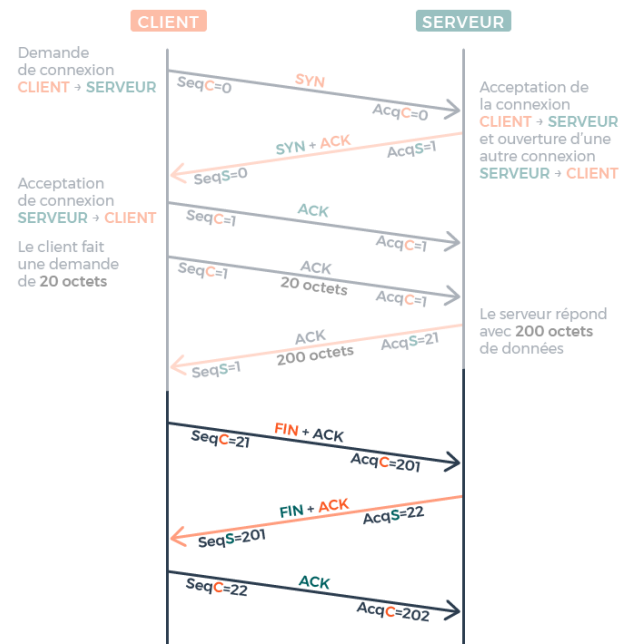 CLIENT
SERVEUR
Demande
de connexion
CLIENT → SERVEUR
SYN
SeqC=0
AcqC=0
Acceptation de
la connexion
CLIENT → SERVEUR
et ouverture d'une
autre connexion
SERVEUR → CLIENT
SYN + ACK
AcqS=1
SeqS=0
Acceptation
de connexion
SERVEUR → CLIENT
ACK
SeqC=1
AcqC=1
Le client fait
une demande
de 20 octets
ACK
SeqC=1
20 octets
AcqC=1
Le serveur répond
avec 200 octets
de données
ACK
AcqS=21
200 octets
SeqS=1
FIN + ACK
SeqC=21
AcqC=201
FIN + ACK
AcqS=22
SeqS=201
ACK
SeqC=22
AcqC=202